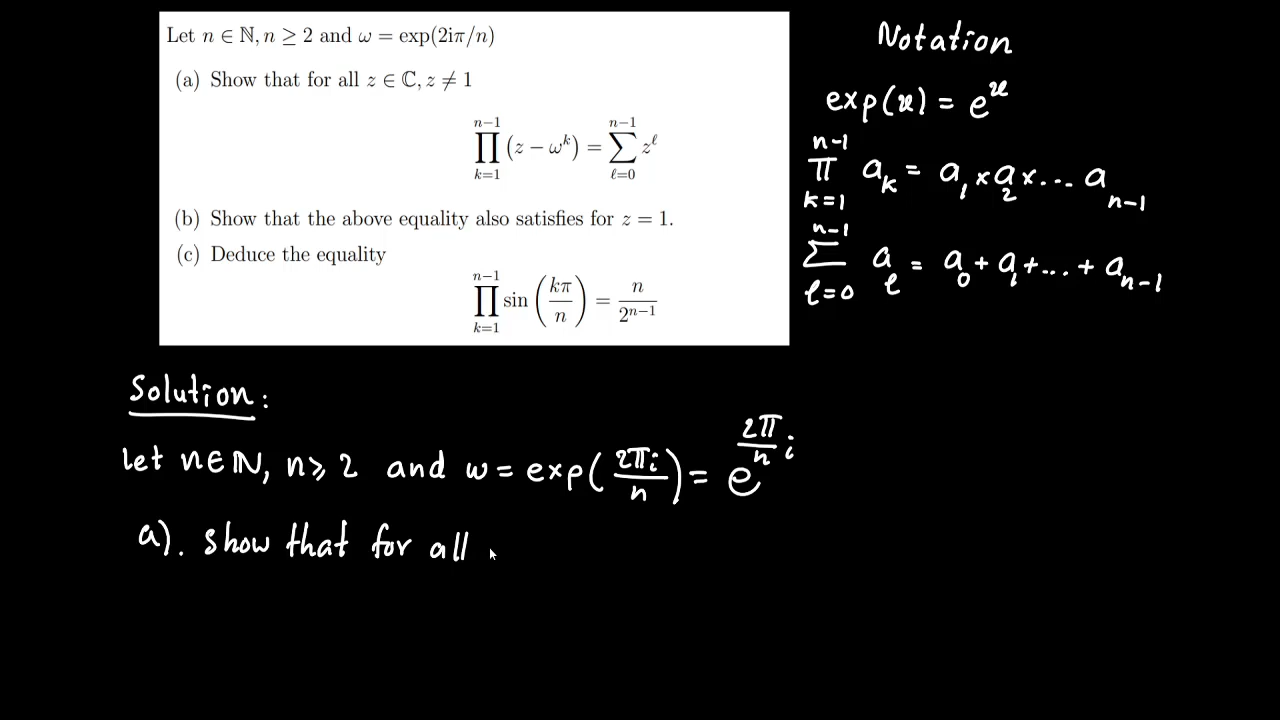 Let n ∈ ℕ, n ≥ 2 and ω = exp(2iπ/n)
(a) Show that for all z ∈ ℂ, z ≠ 1
∏_{k=1}^{n−1} (z − ω^k) = ∑_{ℓ=0}^{n−1} z^ℓ
(b) Show that the above equality also satisfies for z = 1.
(c) Deduce the equality
∏_{k=1}^{n−1} sin(kπ/n) = n/2^{n−1}
Notation
exp(x) = e^x
∏_{k=1}^{n-1} a_k = a_1 × a_2 × ... a_{n-1}
∑_{ℓ=0}^{n-1} a_ℓ = a_0 + a_1 + ... + a_{n-1}
Solution:
Let n ∈ ℕ, n ≥ 2 and w = exp(2πi/n) = e^{2π/n i}
a). show that for all